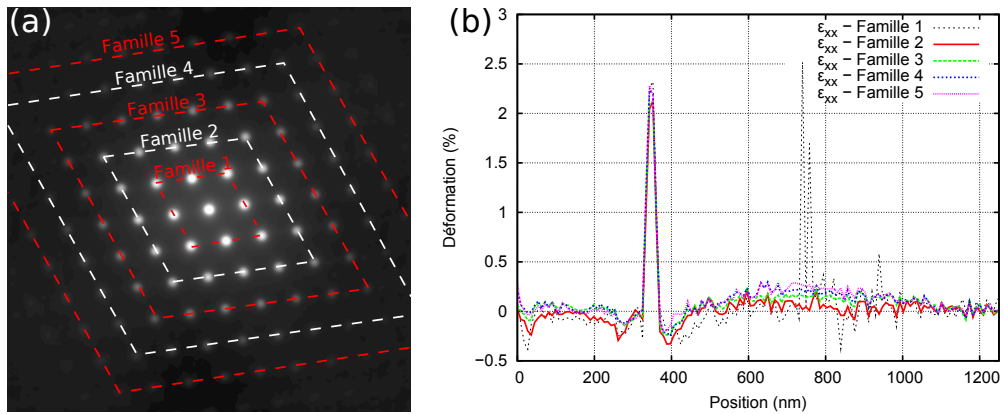 (a)
Famille 5
Famille 4
Famille 3
Famille 2
Famille 1
(b)
Déformation (%)
3
2.5
2
1.5
1
0.5
0
−0.5
εxx − Famille 1
εxx − Famille 2
εxx − Famille 3
εxx − Famille 4
εxx − Famille 5
0 200 400 600 800 1000 1200
Position (nm)